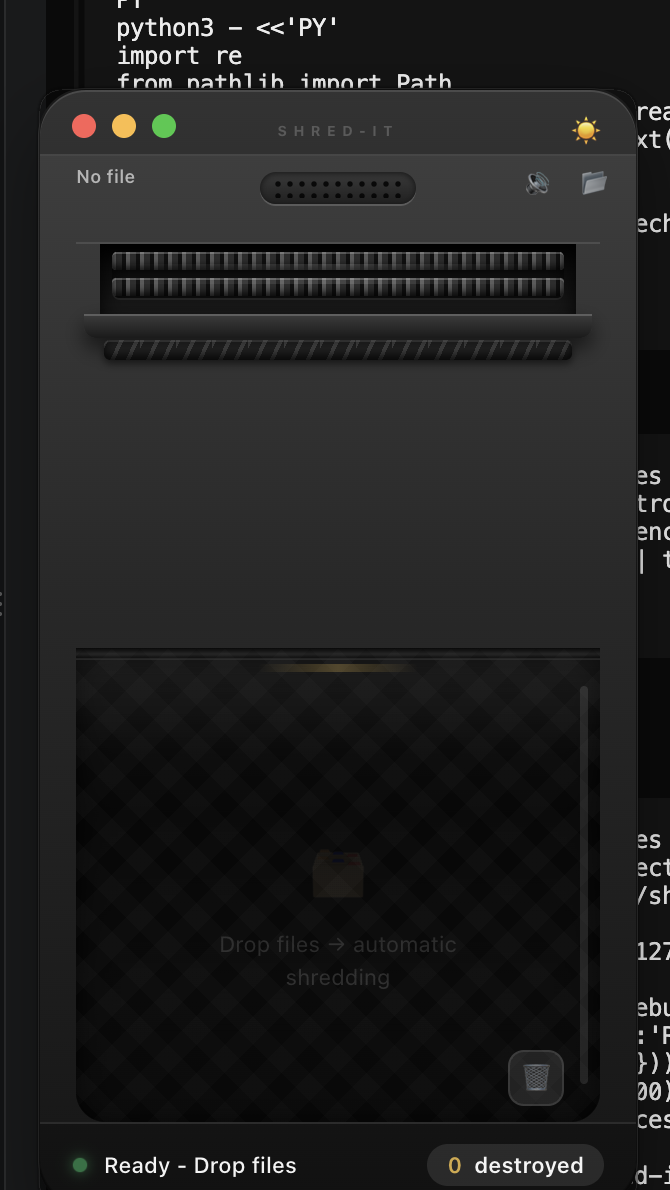 python3 - <<'PY'
import re
from pathlib import Path
SHRED-IT
No file
Drop files → automatic
shredding
Ready - Drop files
0 destroyed